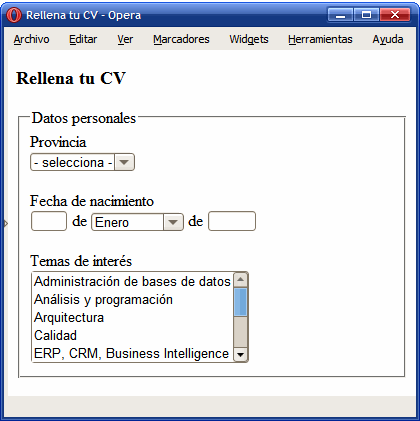 Rellena tu CV - Opera
Archivo Editar Ver Marcadores Widgets Herramientas Ayuda
Rellena tu CV
Datos personales
Provincia
- selecciona -
Fecha de nacimiento
de Enero de
Temas de interés
Administración de bases de datos
Análisis y programación
Arquitectura
Calidad
ERP, CRM, Business Intelligence